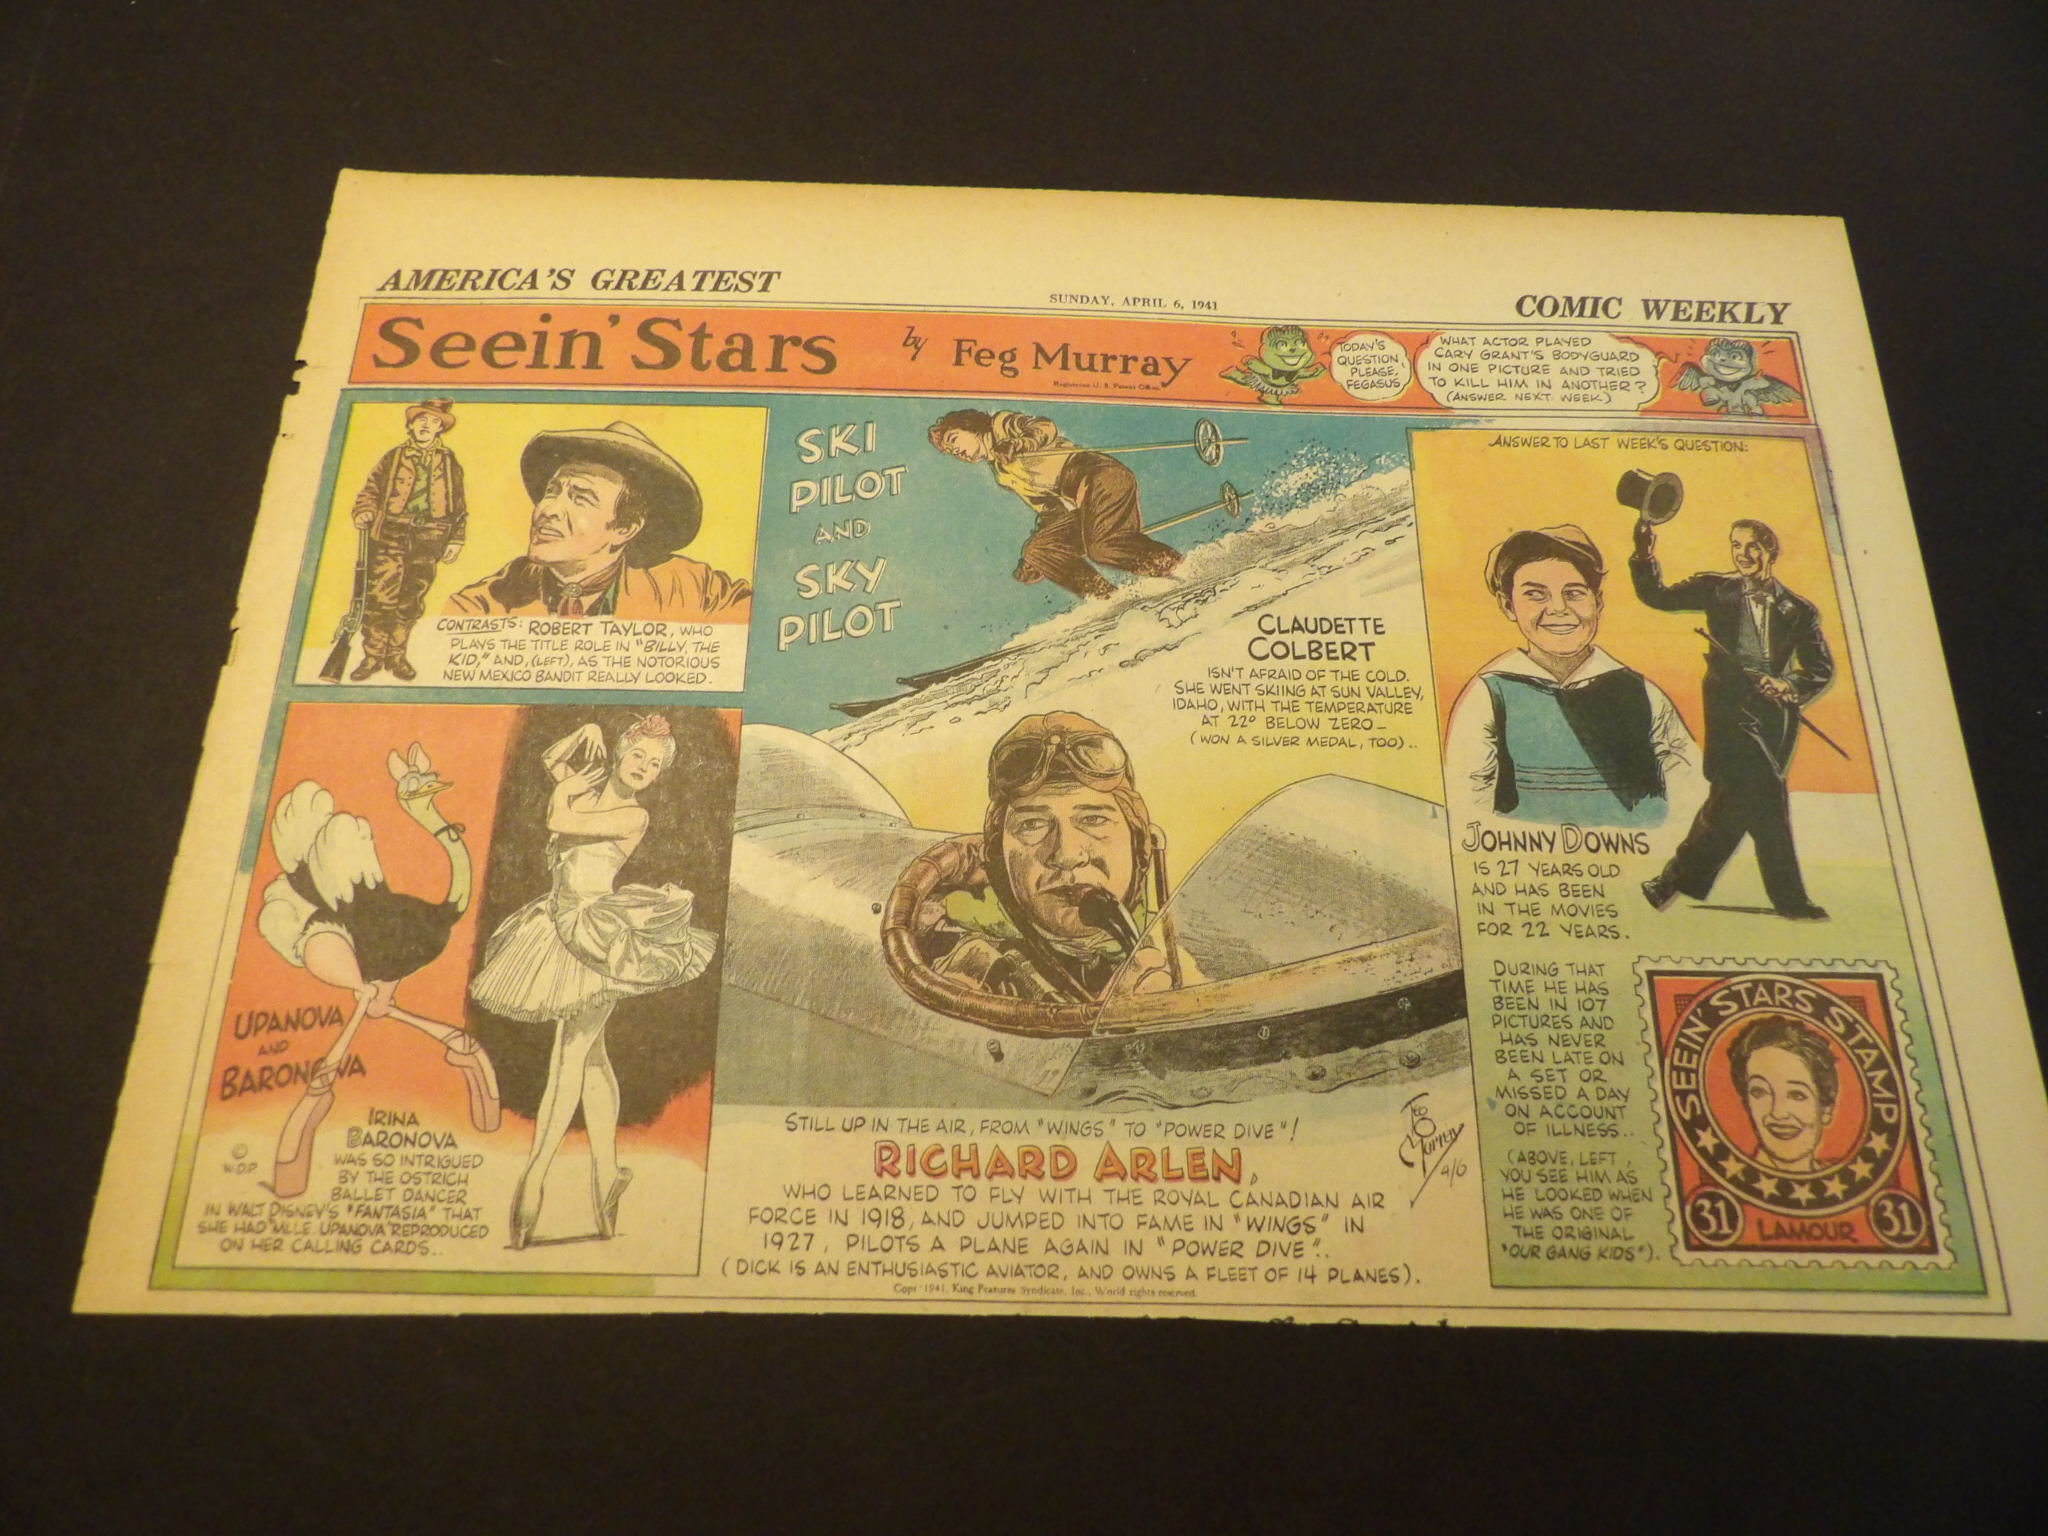 AMERICA'S GREATEST
SUNDAY, APRIL 6, 1941
COMIC WEEKLY
Seein' Stars
by Feg Murray
Registered U. S. Patent Office
TODAY'S
QUESTION,
PLEASE,
PEGASUS
WHAT ACTOR PLAYED
CARY GRANT'S BODYGUARD
IN ONE PICTURE AND TRIED
TO KILL HIM IN ANOTHER?
(ANSWER NEXT WEEK)
CONTRASTS: ROBERT TAYLOR, WHO
PLAYS THE TITLE ROLE IN "BILLY, THE
KID," AND, (LEFT), AS THE NOTORIOUS
NEW MEXICO BANDIT REALLY LOOKED.
SKI
PILOT
AND
SKY
PILOT
CLAUDETTE
COLBERT
ISN'T AFRAID OF THE COLD.
SHE WENT SKIING AT SUN VALLEY,
IDAHO, WITH THE TEMPERATURE
AT 22° BELOW ZERO—
(WON A SILVER MEDAL, TOO)..
ANSWER TO LAST WEEK'S QUESTION:
JOHNNY DOWNS
IS 27 YEARS OLD
AND HAS BEEN
IN THE MOVIES
FOR 22 YEARS.
DURING THAT
TIME HE HAS
BEEN IN 107
PICTURES AND
HAS NEVER
BEEN LATE ON
A SET OR
MISSED A DAY
ON ACCOUNT
OF ILLNESS..
(ABOVE, LEFT,
YOU SEE HIM AS
HE LOOKED WHEN
HE WAS ONE OF
THE ORIGINAL
"OUR GANG KIDS").
SEEIN' STARS STAMP
31 LAMOUR 31
UPANOVA
AND
BARONOVA
© W.D.P.
IRINA
BARONOVA
WAS SO INTRIGUED
BY THE OSTRICH
BALLET DANCER
IN WALT DISNEY'S "FANTASIA" THAT
SHE HAD MLLE. UPANOVA REPRODUCED
ON HER CALLING CARDS..
STILL UP IN THE AIR, FROM "WINGS" TO "POWER DIVE"!
RICHARD ARLEN,
WHO LEARNED TO FLY WITH THE ROYAL CANADIAN AIR
FORCE IN 1918, AND JUMPED INTO FAME IN "WINGS" IN
1927, PILOTS A PLANE AGAIN IN "POWER DIVE"..
(DICK IS AN ENTHUSIASTIC AVIATOR, AND OWNS A FLEET OF 14 PLANES).
4/6
Copr 1941, King Features Syndicate, Inc., World rights reserved.